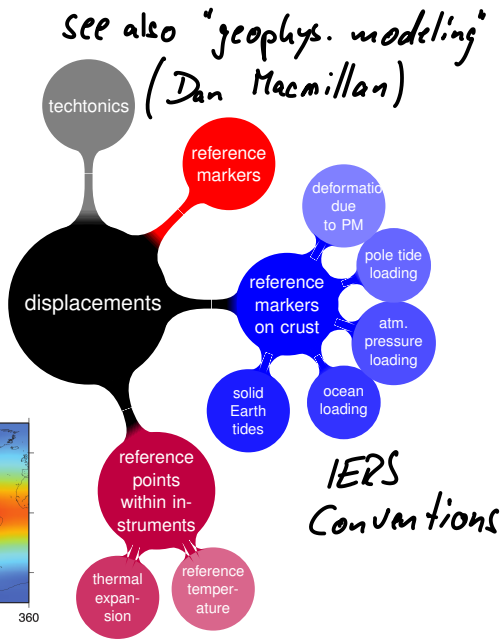 see also "geophys. modeling"
(Dan Macmillan)
techtonics
reference
markers
deformatio
due
to PM
pole tide
loading
displacements
reference
markers
on crust
atm.
pressure
loading
solid
Earth
tides
ocean
loading
reference
points
within in-
struments
IERS
Conventions
thermal
expan-
sion
reference
temper-
ature
360